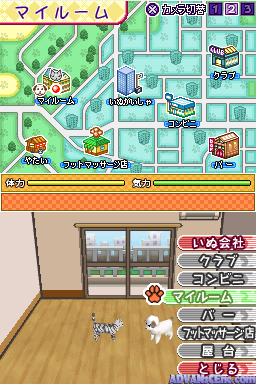 マイルーム
カメラ切替
1 2 3
CLUB
クラブ
マイルーム
いぬかいしゃ
コンビニ
やたい
フットマッサージ店
バー
体力
気力
いぬ会社
クラブ
コンビニ
マイルーム
バー
フットマッサージ店
屋台
とじる
ADVANSCENE.com